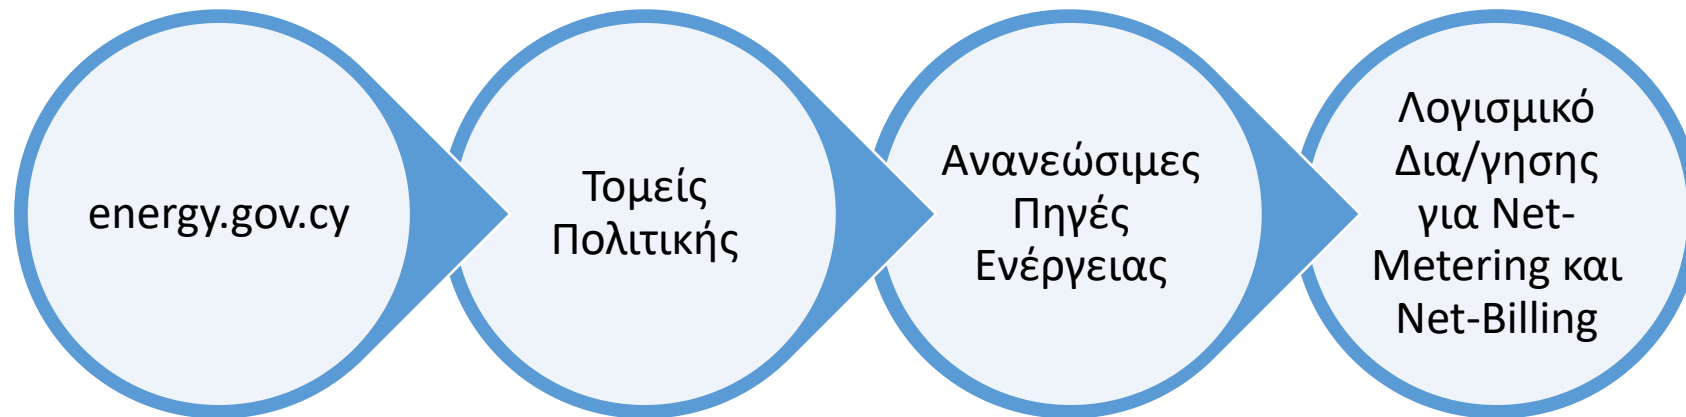 energy.gov.cy
Τομείς
Πολιτικής
Ανανεώσιμες
Πηγές
Ενέργειας
Λογισμικό
Δια/γησης
για Net-
Metering και
Net-Billing